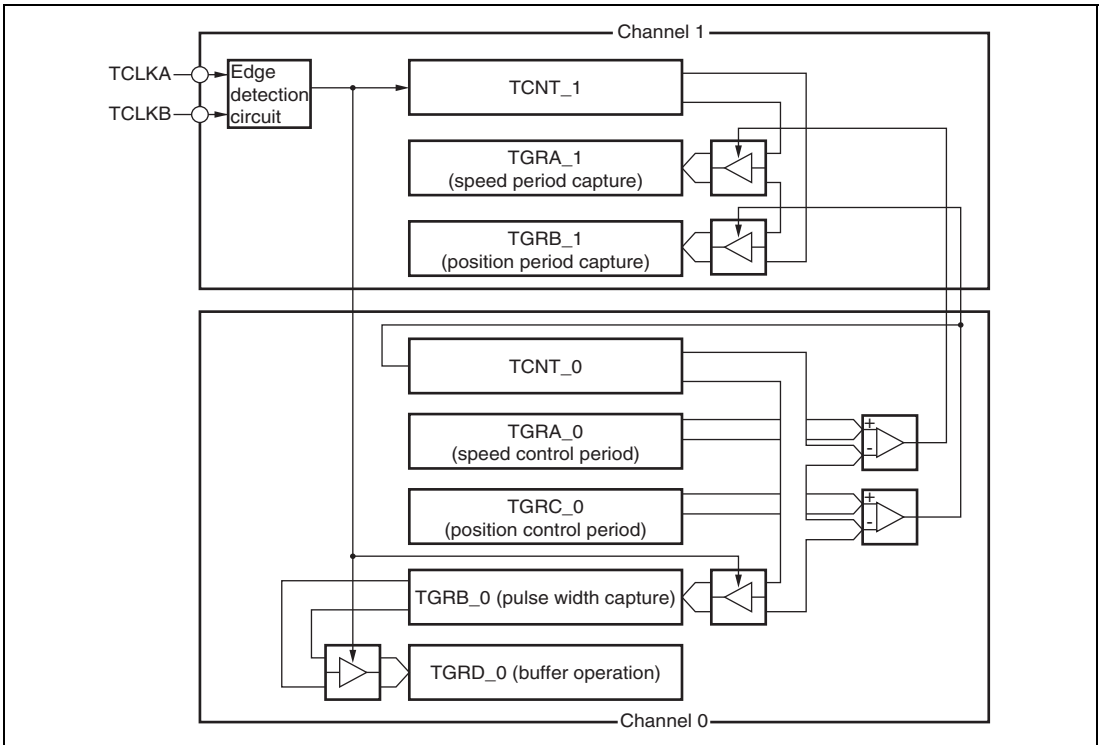 Channel 1
TCLKA
TCLKB
Edge
detection
circuit
TCNT_1
TGRA_1
(speed period capture)
TGRB_1
(position period capture)
TCNT_0
TGRA_0
(speed control period)
+
-
TGRC_0
(position control period)
+
-
TGRB_0 (pulse width capture)
TGRD_0 (buffer operation)
Channel 0